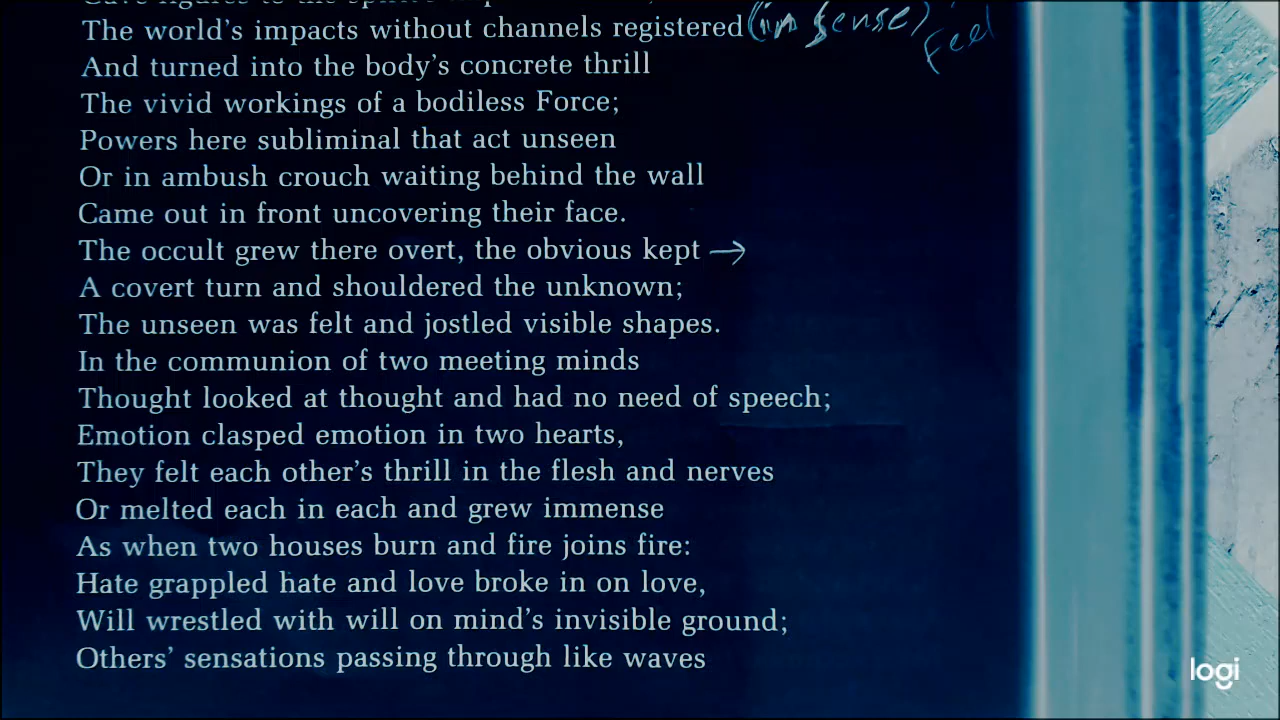 The world's impacts without channels registered (in sense)
Feel
And turned into the body's concrete thrill
The vivid workings of a bodiless Force;
Powers here subliminal that act unseen
Or in ambush crouch waiting behind the wall
Came out in front uncovering their face.
The occult grew there overt, the obvious kept →
A covert turn and shouldered the unknown;
The unseen was felt and jostled visible shapes.
In the communion of two meeting minds
Thought looked at thought and had no need of speech;
Emotion clasped emotion in two hearts,
They felt each other's thrill in the flesh and nerves
Or melted each in each and grew immense
As when two houses burn and fire joins fire:
Hate grappled hate and love broke in on love,
Will wrestled with will on mind's invisible ground;
Others' sensations passing through like waves
logi